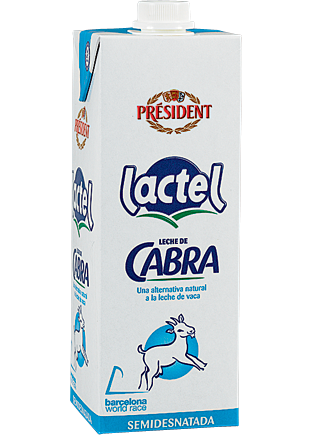 PRÉSIDENT
lactel
LECHE DE
CABRA
Una alternativa natural
a la leche de vaca
barcelona
world race
SEMIDESNATADA